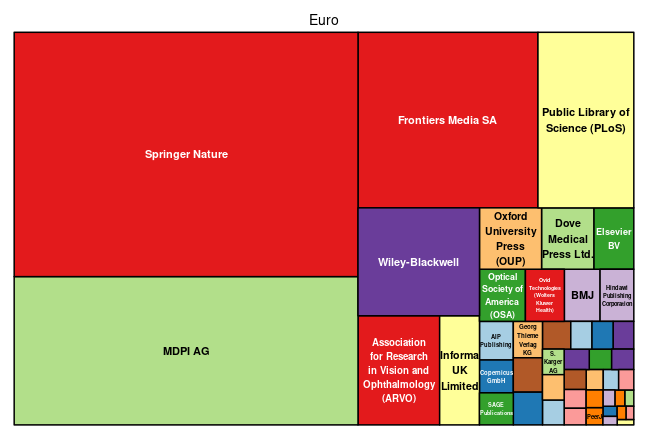 Euro
Springer Nature
MDPI AG
Frontiers Media SA
Public Library of
Science (PLoS)
Wiley-Blackwell
Oxford
University
Press
(OUP)
Dove
Medical
Press Ltd.
Elsevier
BV
Optical
Society of
America
(OSA)
Ovid
Technologies
(Wolters
Kluwer
Health)
BMJ
Hindawi
Publishing
Corporation
Association
for Research
in Vision and
Ophthalmology
(ARVO)
Informa
UK
Limited
AIP
Publishing
Georg
Thieme
Verlag
KG
Copernicus
GmbH
S.
Karger
AG
SAGE
Publications
PeerJ